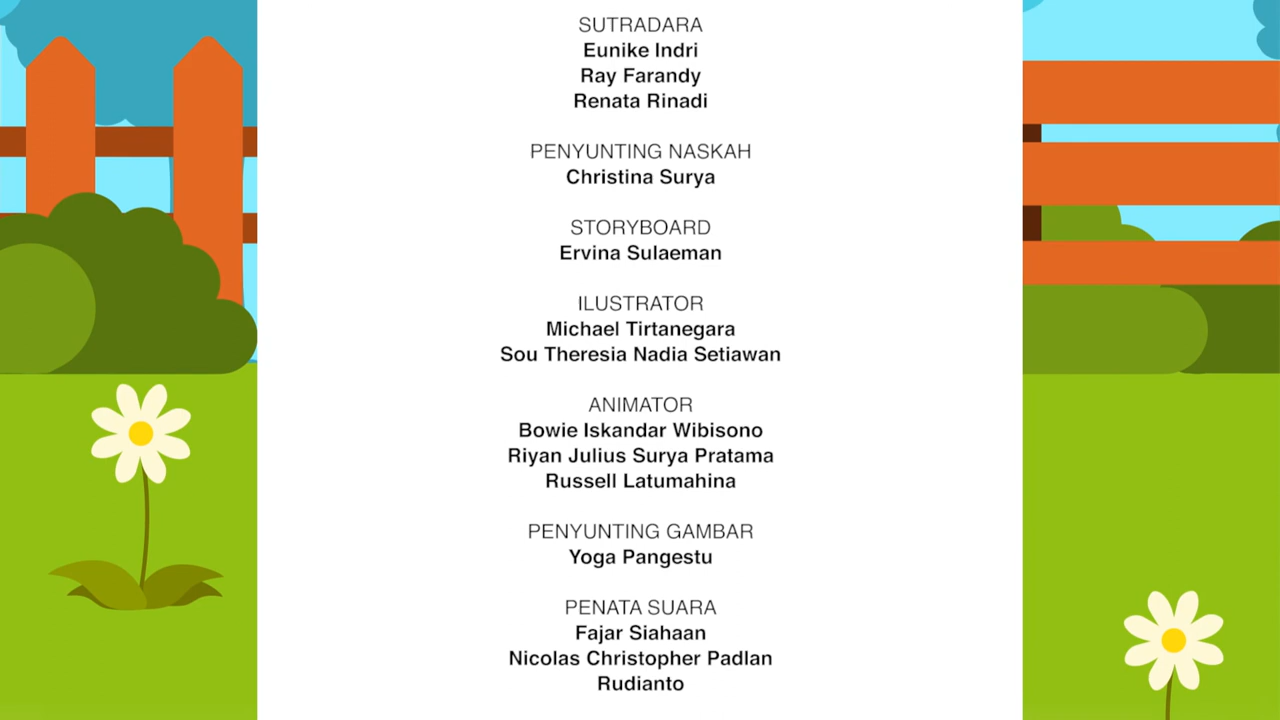 SUTRADARA
Eunike Indri
Ray Farandy
Renata Rinadi
PENYUNTING NASKAH
Christina Surya
STORYBOARD
Ervina Sulaeman
ILUSTRATOR
Michael Tirtanegara
Sou Theresia Nadia Setiawan
ANIMATOR
Bowie Iskandar Wibisono
Riyan Julius Surya Pratama
Russell Latumahina
PENYUNTING GAMBAR
Yoga Pangestu
PENATA SUARA
Fajar Siahaan
Nicolas Christopher Padlan
Rudianto